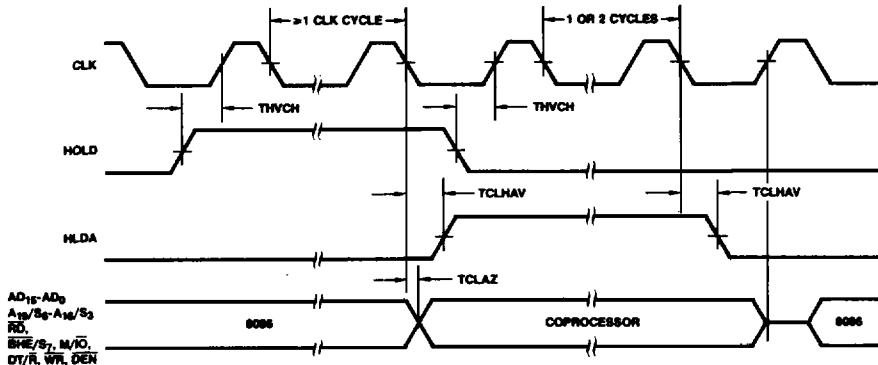 ≥1 CLK CYCLE
1 OR 2 CYCLES
CLK
THVCH
THVCH
HOLD
TCLHAV
TCLHAV
HLDA
TCLAZ
AD15-AD0
A19/S6-A16/S3
RD,
BHE/S7, M/IO,
DT/R, WR, DEN
8086
COPROCESSOR
8086